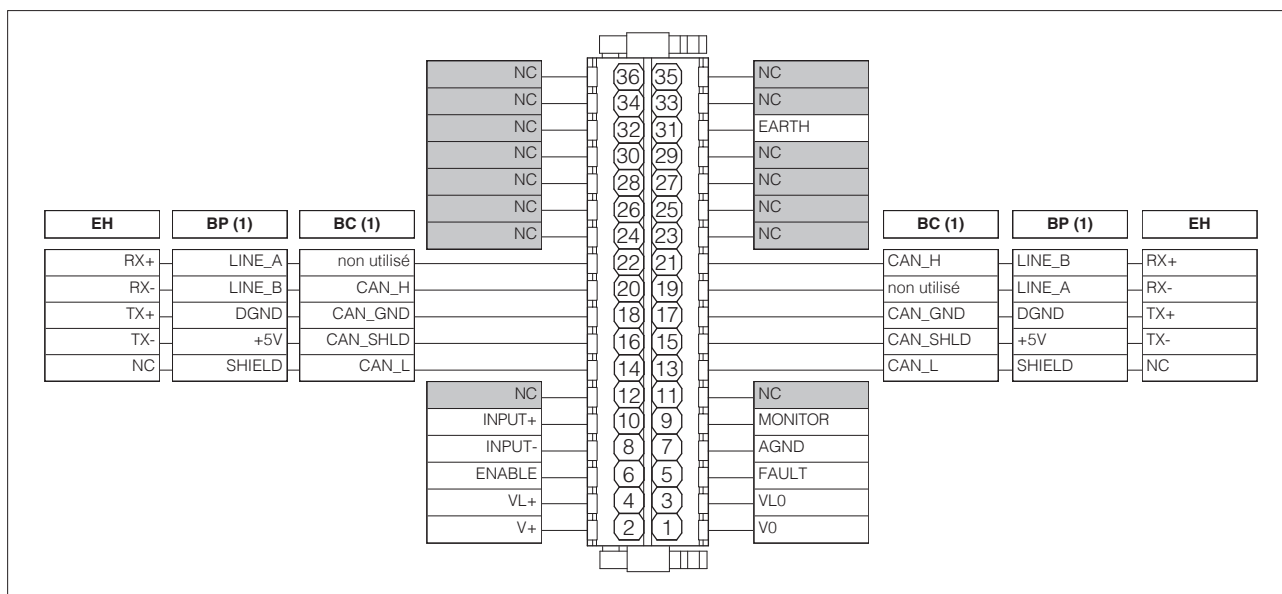 NC 36 35 NC
NC 34 33 NC
NC 32 31 EARTH
NC 30 29 NC
NC 28 27 NC
NC 26 25 NC
NC 24 23 NC
EH BP (1) BC (1) BC (1) BP (1) EH
RX+ LINE_A non utilisé 22 21 CAN_H LINE_B RX+
RX- LINE_B CAN_H 20 19 non utilisé LINE_A RX-
TX+ DGND CAN_GND 18 17 CAN_GND DGND TX+
TX- +5V CAN_SHLD 16 15 CAN_SHLD +5V TX-
NC SHIELD CAN_L 14 13 CAN_L SHIELD NC
NC 12 11 NC
INPUT+ 10 9 MONITOR
INPUT- 8 7 AGND
ENABLE 6 5 FAULT
VL+ 4 3 VL0
V+ 2 1 V0